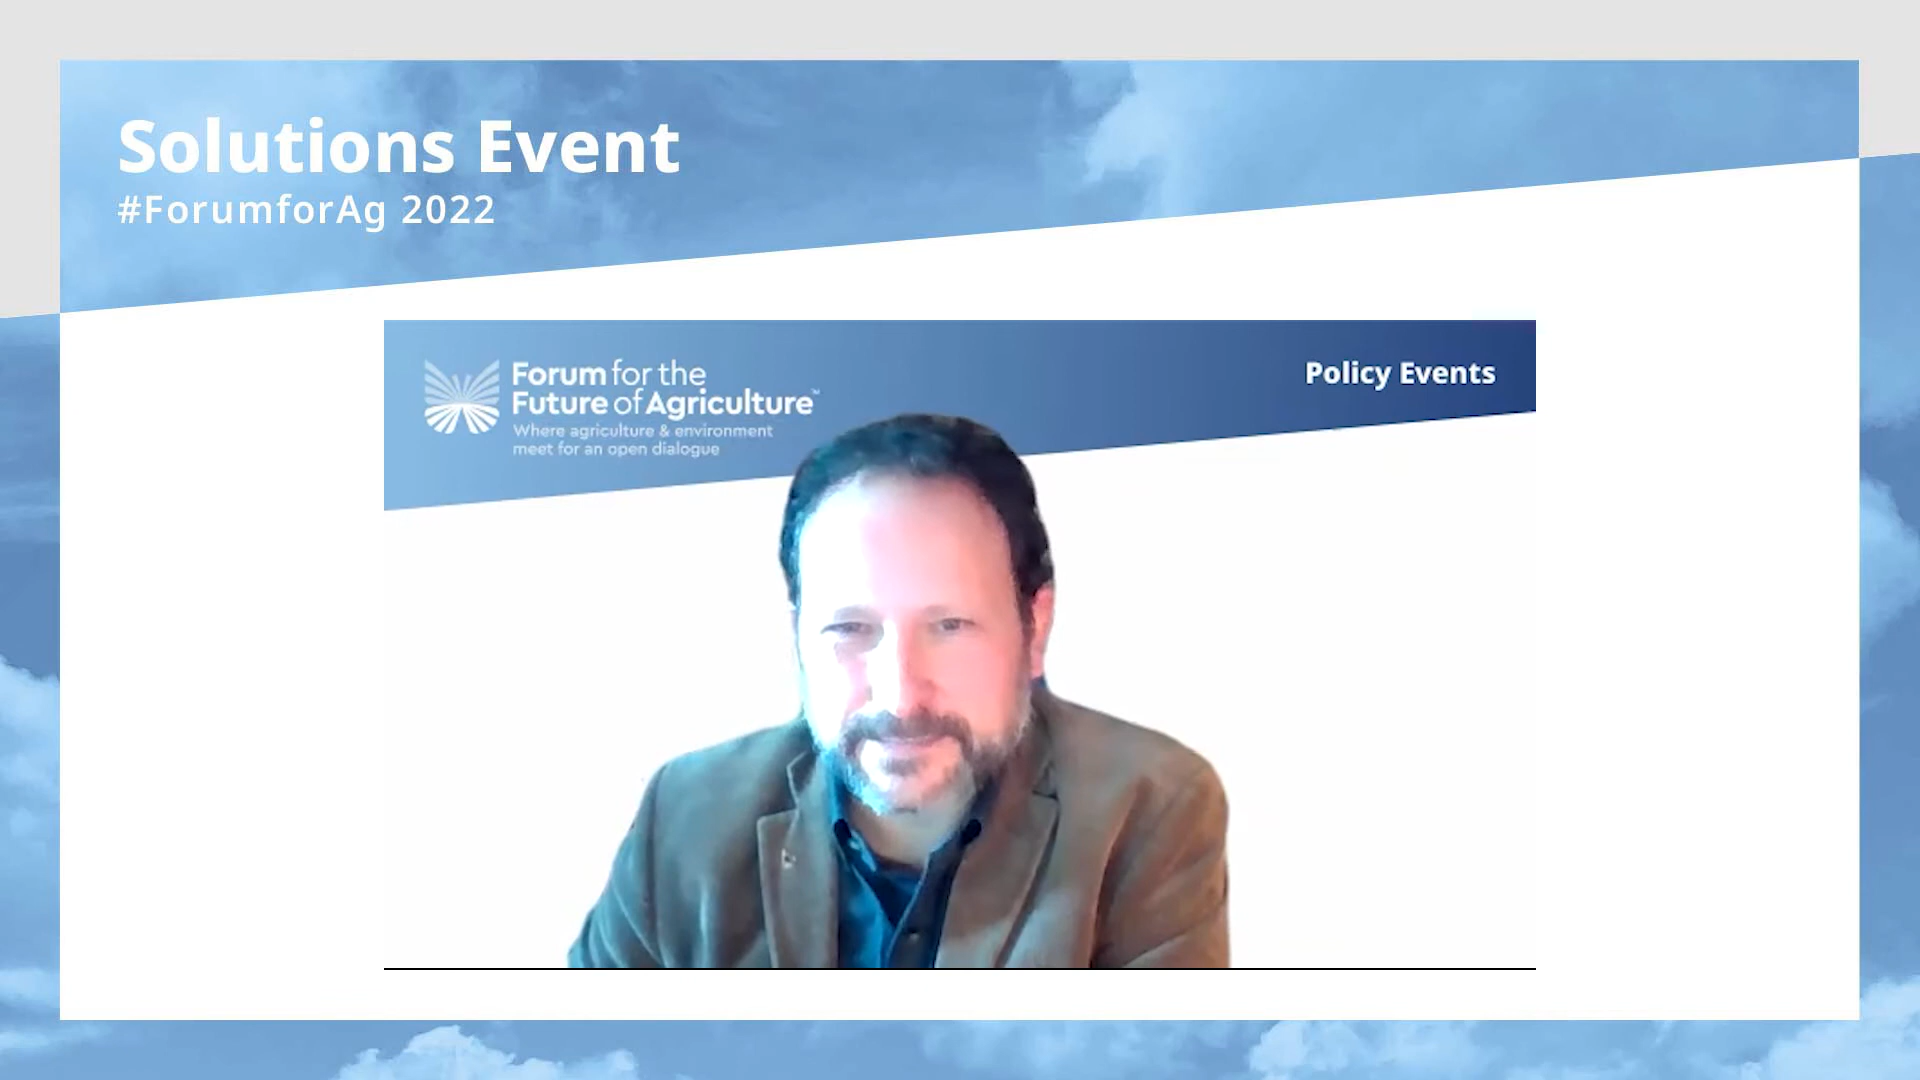 Solutions Event
#ForumforAg 2022
Forum for the
Future of Agriculture™
Where agriculture & environment
meet for an open dialogue
Policy Events